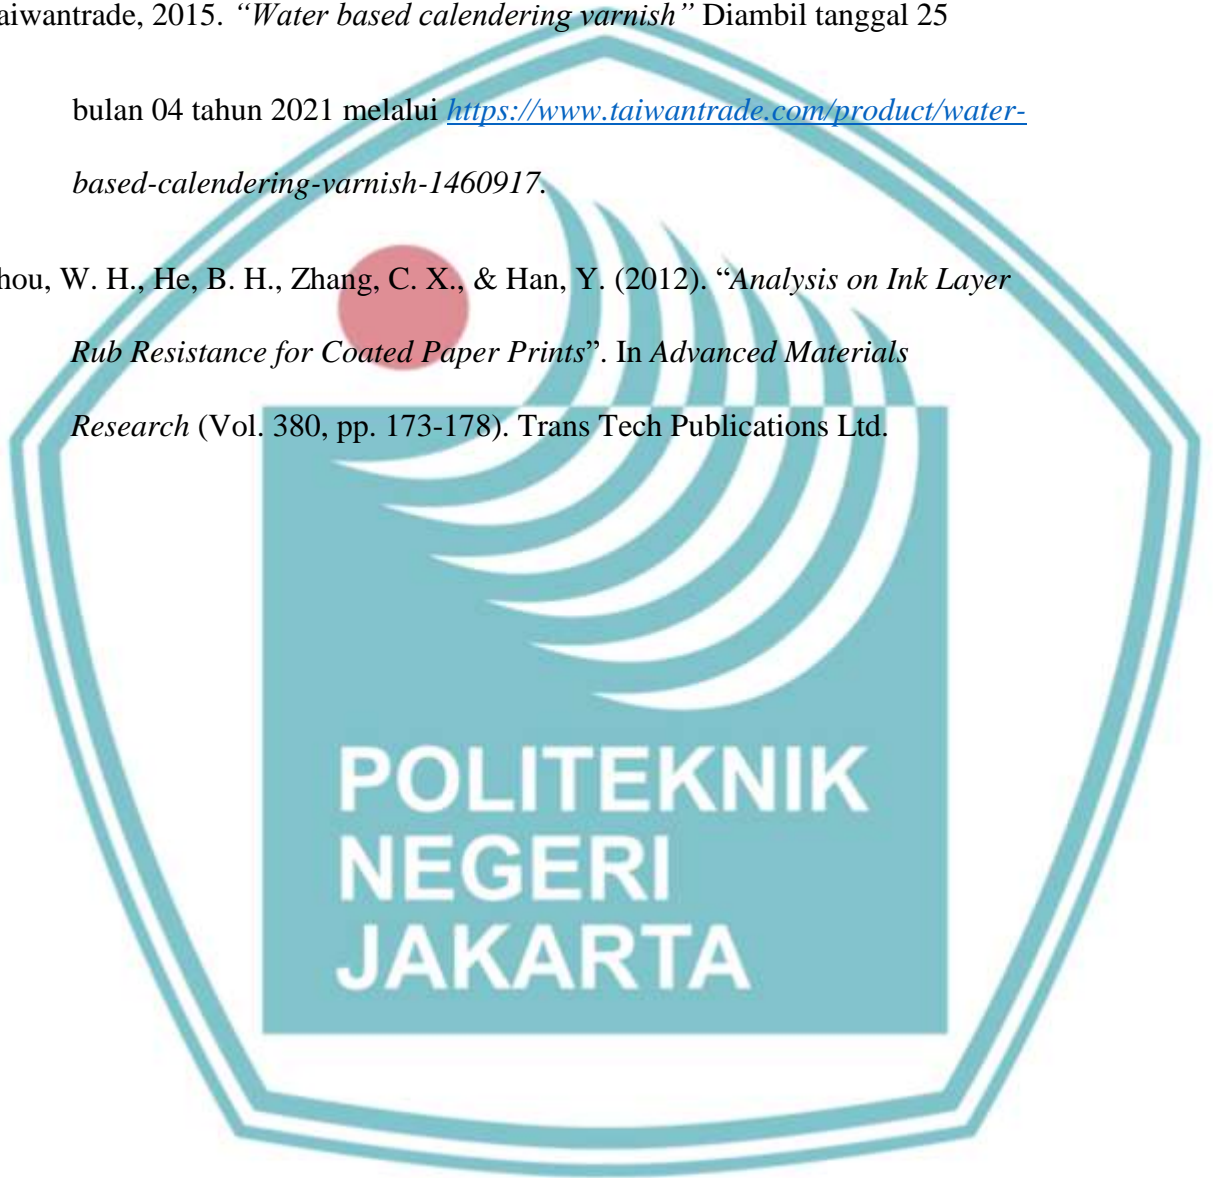 aiwantrade, 2015. “Water based calendering varnish” Diambil tanggal 25
bulan 04 tahun 2021 melalui https://www.taiwantrade.com/product/water-
based-calendering-varnish-1460917.
hou, W. H., He, B. H., Zhang, C. X., & Han, Y. (2012). “Analysis on Ink Layer
Rub Resistance for Coated Paper Prints”. In Advanced Materials
Research (Vol. 380, pp. 173-178). Trans Tech Publications Ltd.
POLITEKNIK
NEGERI
JAKARTA